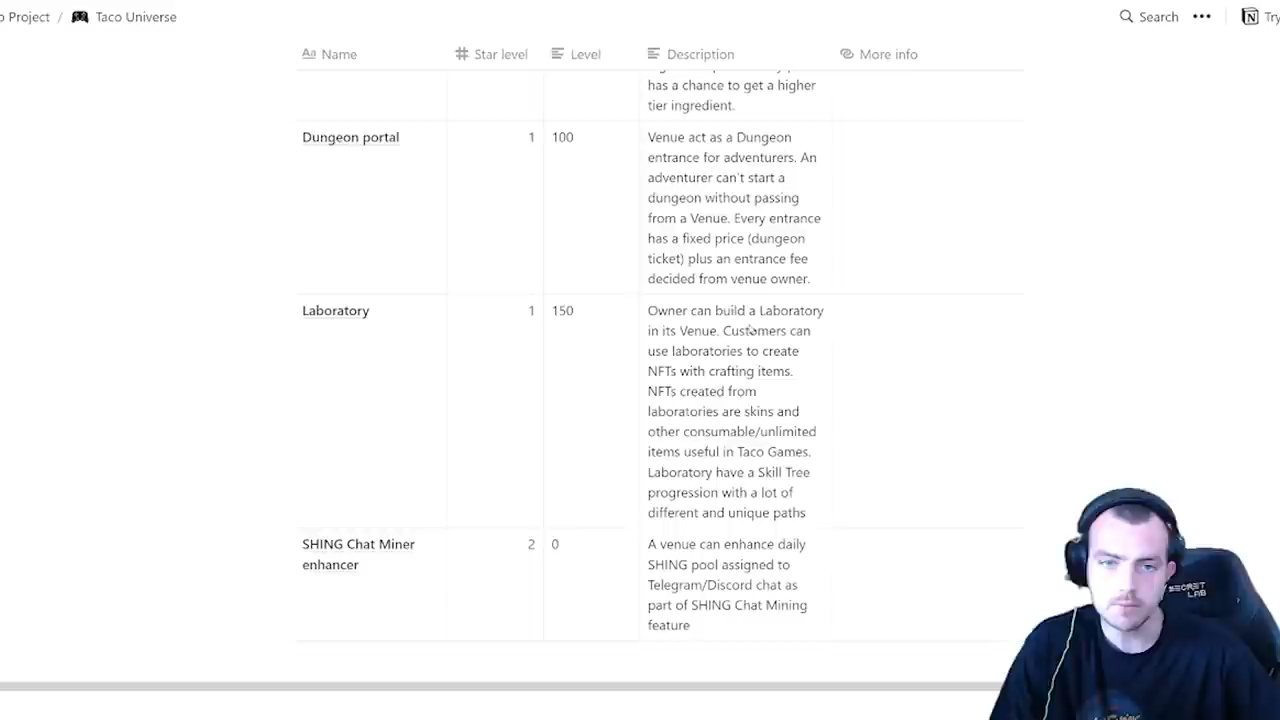 o Project / Taco Universe
Search ••• Try
Aa Name # Star level Level Description More info
has a chance to get a higher
tier ingredient.
Dungeon portal 1 100 Venue act as a Dungeon
entrance for adventurers. An
adventurer can't start a
dungeon without passing
from a Venue. Every entrance
has a fixed price (dungeon
ticket) plus an entrance fee
decided from venue owner.
Laboratory 1 150 Owner can build a Laboratory
in its Venue. Customers can
use laboratories to create
NFTs with crafting items.
NFTs created from
laboratories are skins and
other consumable/unlimited
items useful in Taco Games.
Laboratory have a Skill Tree
progression with a lot of
different and unique paths
SHING Chat Miner 2 0 A venue can enhance daily
enhancer SHING pool assigned to
Telegram/Discord chat as
part of SHING Chat Mining
feature
SECRET
LAB